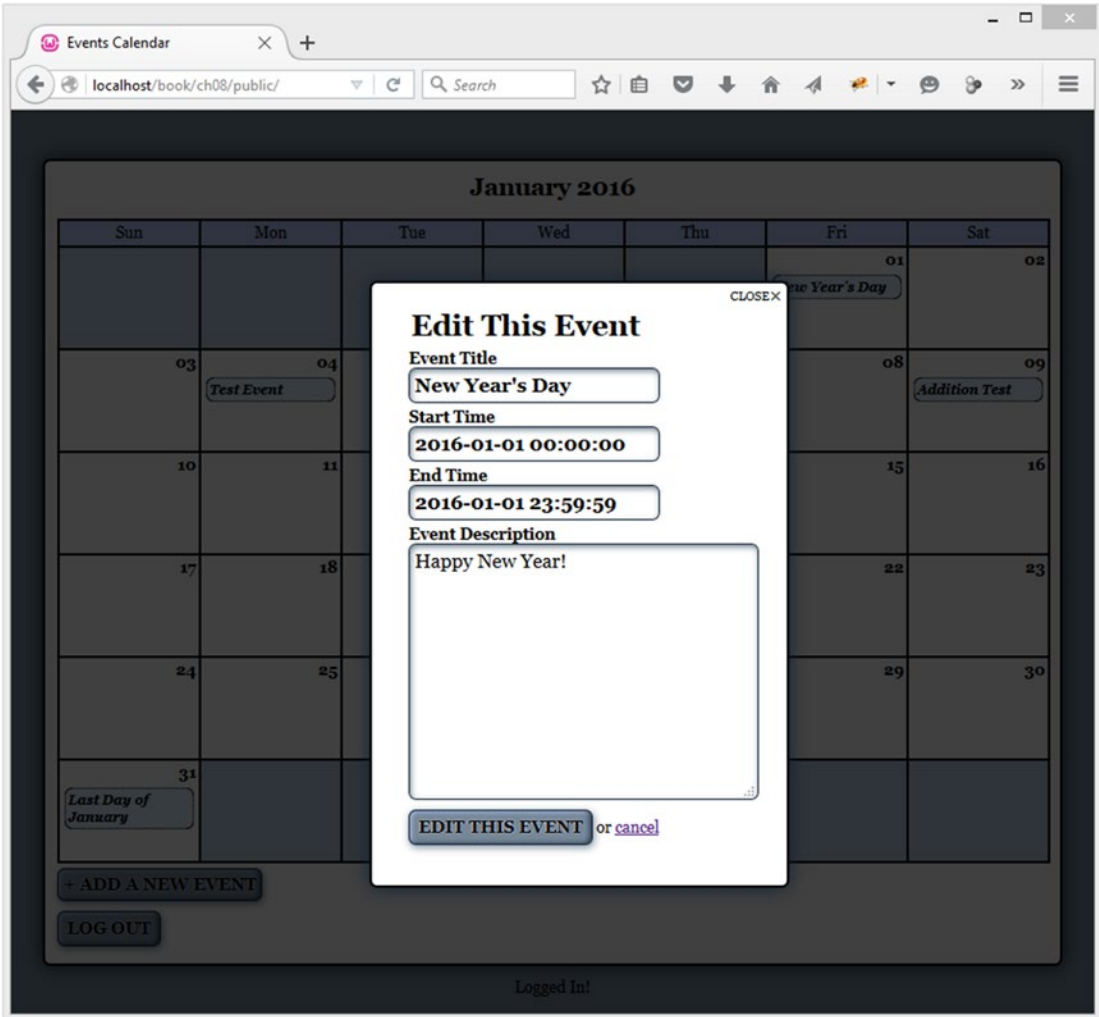 Events Calendar
localhost/book/ch08/public/
Search
January 2016
Sun Mon Tue Wed Thu Fri Sat
01 02
New Year's Day
CLOSE×
Edit This Event
Event Title
New Year's Day
Start Time
2016-01-01 00:00:00
End Time
2016-01-01 23:59:59
Event Description
Happy New Year!
EDIT THIS EVENT or cancel
03 04 08 09
Test Event Addition Test
10 11 15 16
17 18 22 23
24 25 29 30
31
Last Day of
January
+ ADD A NEW EVENT
LOG OUT
Logged In!